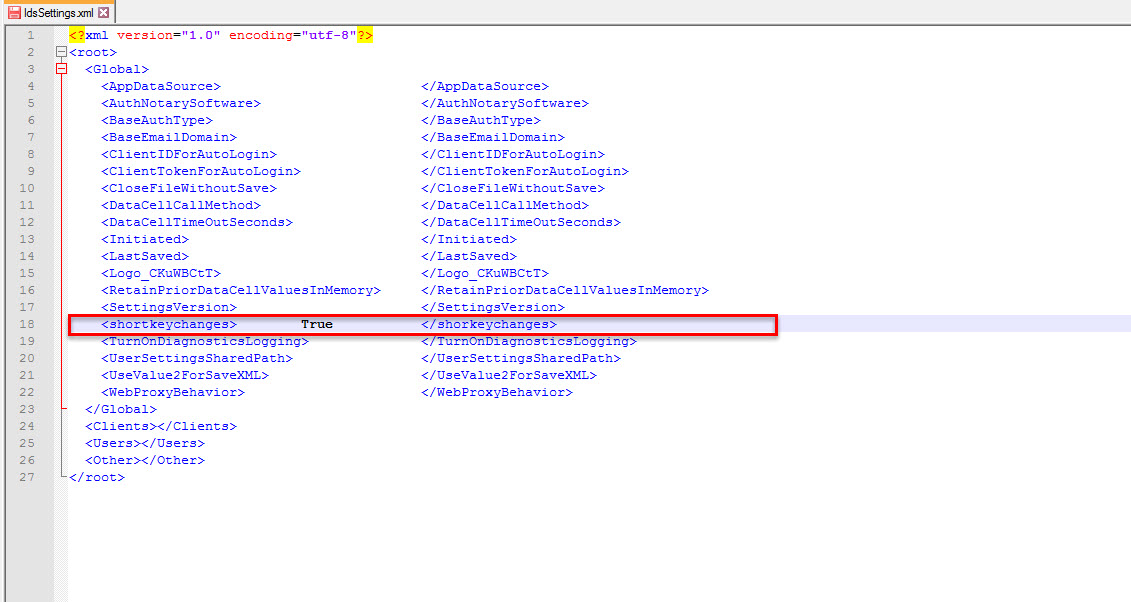 IdsSettings.xml
1 <?xml version="1.0" encoding="utf-8"?>
2 <root>
3 <Global>
4 <AppDataSource> </AppDataSource>
5 <AuthNotarySoftware> </AuthNotarySoftware>
6 <BaseAuthType> </BaseAuthType>
7 <BaseEmailDomain> </BaseEmailDomain>
8 <ClientIDForAutoLogin> </ClientIDForAutoLogin>
9 <ClientTokenForAutoLogin> </ClientTokenForAutoLogin>
10 <CloseFileWithoutSave> </CloseFileWithoutSave>
11 <DataCellCallMethod> </DataCellCallMethod>
12 <DataCellTimeOutSeconds> </DataCellTimeOutSeconds>
13 <Initiated> </Initiated>
14 <LastSaved> </LastSaved>
15 <Logo_CKuWBCtT> </Logo_CKuWBCtT>
16 <RetainPriorDataCellValuesInMemory> </RetainPriorDataCellValuesInMemory>
17 <SettingsVersion> </SettingsVersion>
18 <shortkeychanges> True </shorkeychanges>
19 <TurnOnDiagnosticsLogging> </TurnOnDiagnosticsLogging>
20 <UserSettingsSharedPath> </UserSettingsSharedPath>
21 <UseValue2ForSaveXML> </UseValue2ForSaveXML>
22 <WebProxyBehavior> </WebProxyBehavior>
23 </Global>
24 <Clients></Clients>
25 <Users></Users>
26 <Other></Other>
27 </root>